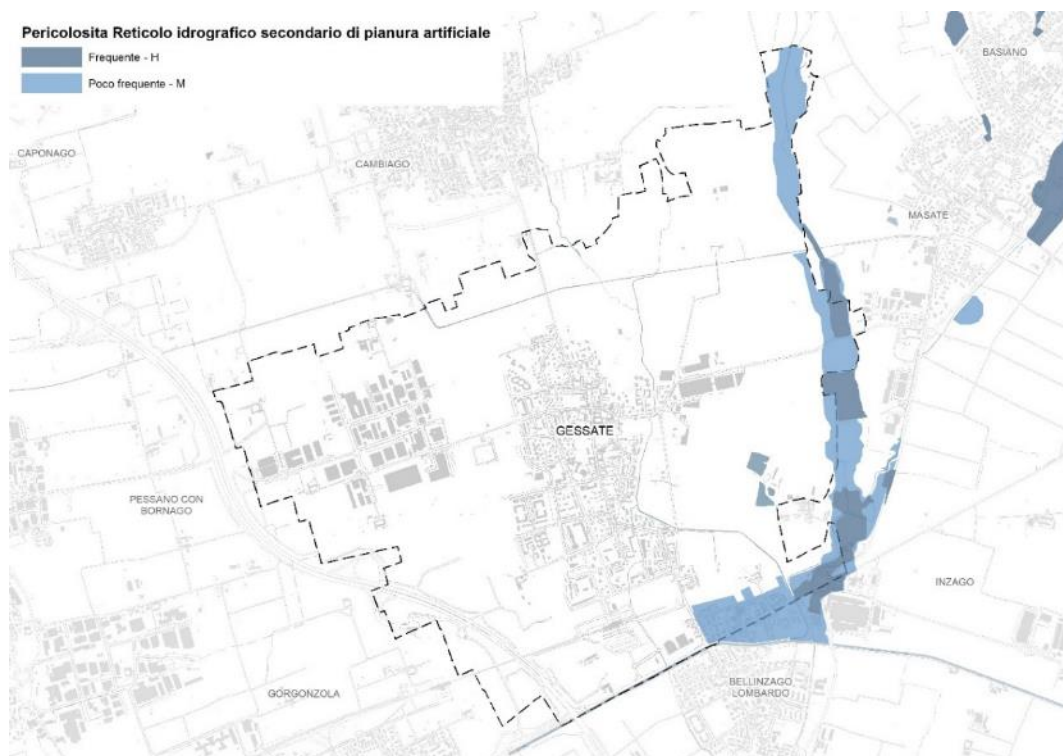 Pericolosita Reticolo idrografico secondario di pianura artificiale
Frequente - H
Poco frequente - M
BASIANO
CAPONAGO
CAMBIAGO
MASATE
GESSATE
PESSANO CON
BORNAGO
INZAGO
BELLINZAGO
LOMBARDO
GORGONZOLA